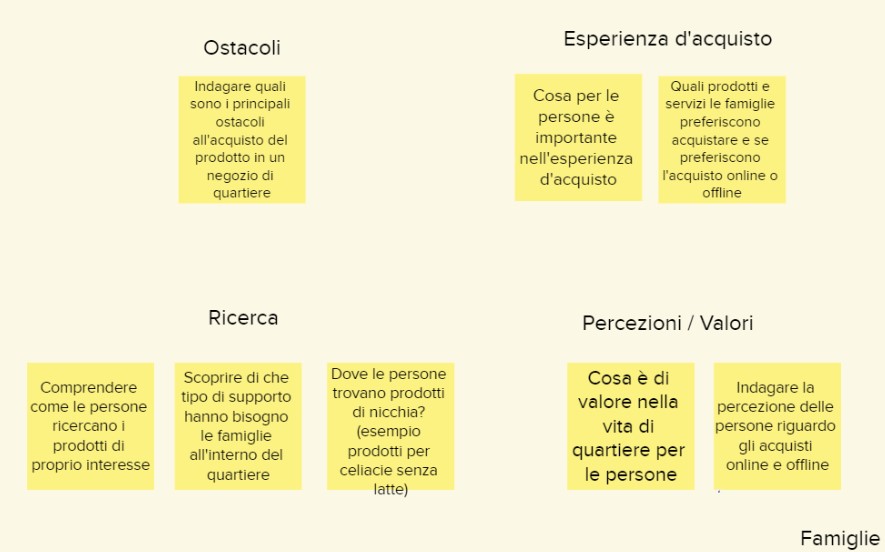 Ostacoli
Indagare quali
sono i principali
ostacoli
all'acquisto del
prodotto in un
negozio di
quartiere
Esperienza d'acquisto
Cosa per le
persone è
importante
nell'esperienza
d'acquisto
Quali prodotti e
servizi le famiglie
preferiscono
acquistare e se
preferiscono
l'acquisto online o
offline
Ricerca
Comprendere
come le persone
ricercano i
prodotti di
proprio interesse
Scoprire di che
tipo di supporto
hanno bisogno
le famiglie
all'interno del
quartiere
Dove le persone
trovano prodotti
di nicchia?
(esempio
prodotti per
celiacie senza
latte)
Percezioni / Valori
Cosa è di
valore nella
vita di
quartiere per
le persone
Indagare la
percezione delle
persone riguardo
gli acquisti
online e offline
Famiglie